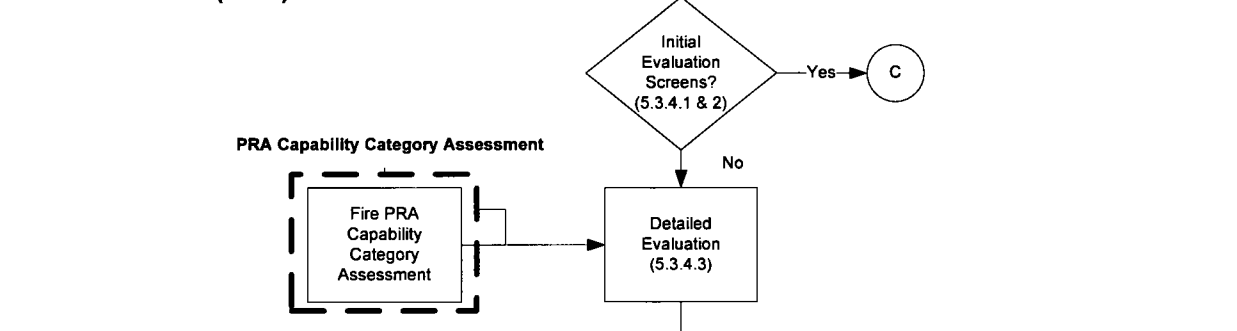 Initial
Evaluation
Screens?
(5.3.4.1 & 2)
Yes
C
PRA Capability Category Assessment
No
Fire PRA
Capability
Category
Assessment
Detailed
Evaluation
(5.3.4.3)